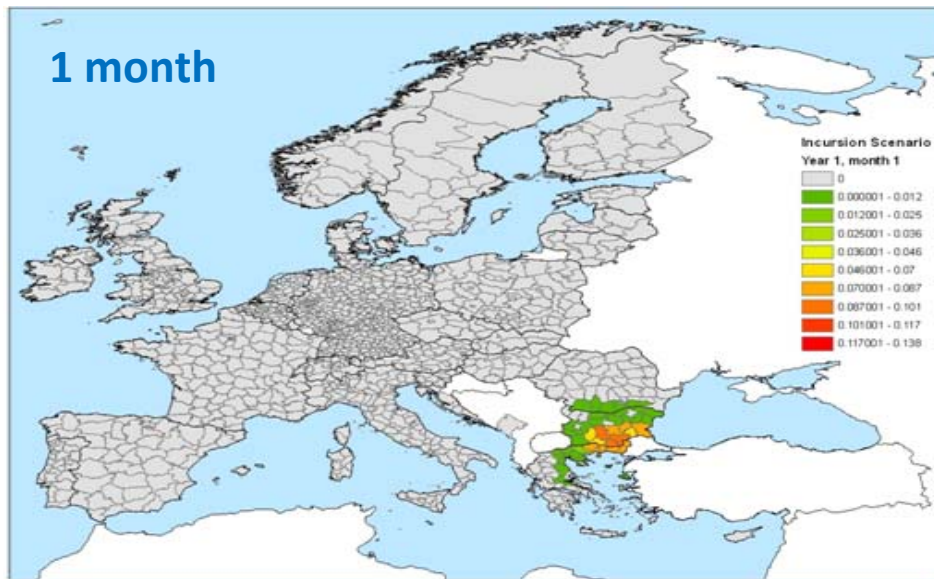 1 month
Incursion Scenario
Year 1, month 1
0
0.000001 - 0.012
0.012001 - 0.025
0.025001 - 0.036
0.036001 - 0.046
0.046001 - 0.07
0.070001 - 0.087
0.087001 - 0.101
0.101001 - 0.117
0.117001 - 0.138